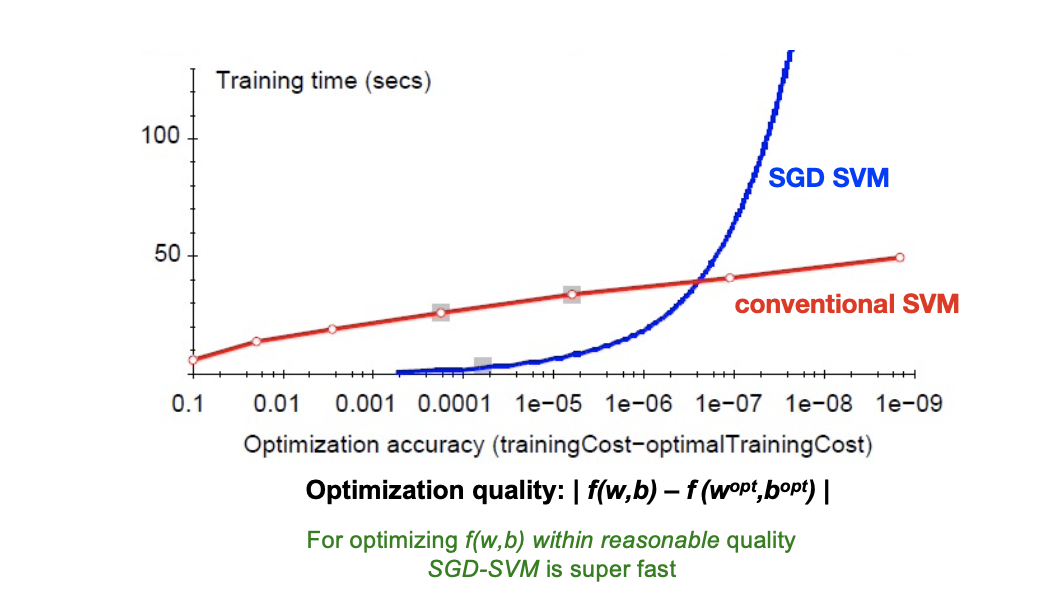 Training time (secs)
100
SGD SVM
50
conventional SVM
0.1 0.01 0.001 0.0001 1e−05 1e−06 1e−07 1e−08 1e−09
Optimization accuracy (trainingCost−optimalTrainingCost)
Optimization quality: | f(w,b) – f (wᵒᵖᵗ,bᵒᵖᵗ) |
For optimizing f(w,b) within reasonable quality
SGD-SVM is super fast